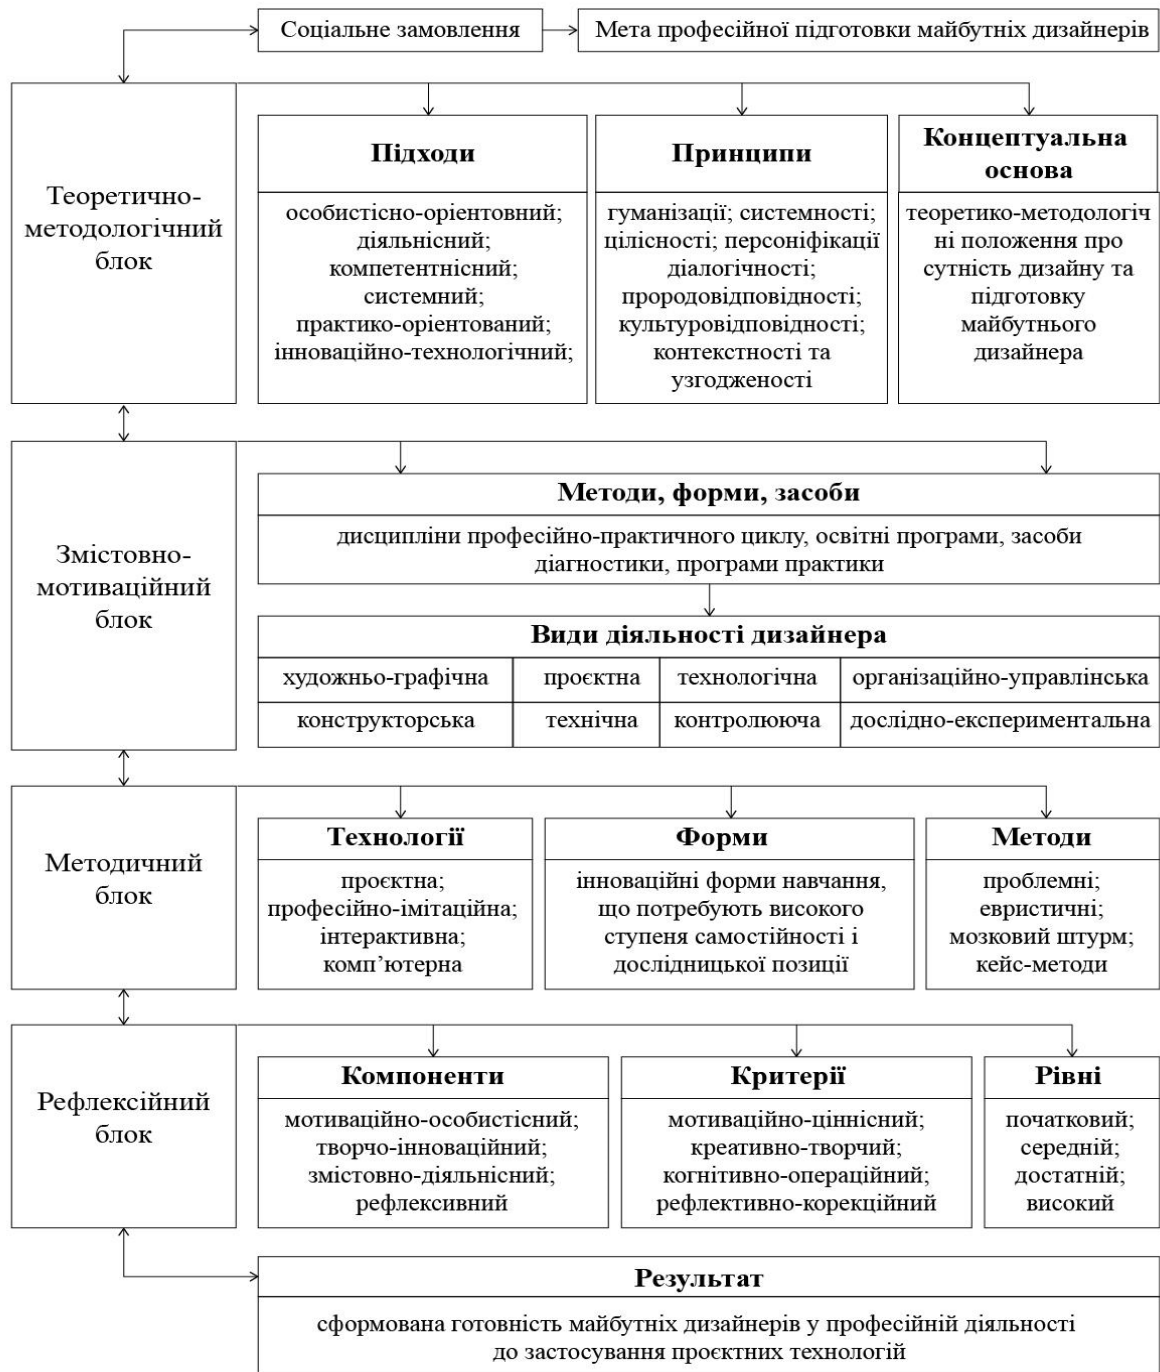 Соціальне замовлення
Мета професійної підготовки майбутніх дизайнерів
Теоретично-
методологічний
блок
Підходи
особистісно-оріентовний;
діяльнісний;
компетентнісний;
системний;
практико-оріентований;
інноваційно-технологічний;
Принципи
гуманізації; системності;
цілісності; персоніфікації
діалогічності;
прородовідповідності;
культуровідповідності;
контекстності та
узгодженості
Концептуальна
основа
теоретико-методологіч
ні положення про
сутність дизайну та
підготовку
майбутнього
дизайнера
Змістовно-
мотиваційний
блок
Методи, форми, засоби
дисципліни професійно-практичного циклу, освітні програми, засоби
діагностики, програми практики
Види діяльності дизайнера
художньо-графічна
проєктна
технологічна
організаційно-управлінська
конструкторська
технічна
контролююча
дослідно-експериментальна
Методичний
блок
Технології
проєктна;
професійно-імітаційна;
інтерактивна;
комп’ютерна
Форми
інноваційні форми навчання,
що потребують високого
ступеня самостійності і
дослідницької позиції
Методи
проблемні;
евристичні;
мозковий штурм;
кейс-методи
Рефлексійний
блок
Компоненти
мотиваційно-особистісний;
творчо-інноваційний;
змістовно-діяльнісний;
рефлексивний
Критерії
мотиваційно-ціннісний;
креативно-творчий;
когнітивно-операційний;
рефлективно-корекційний
Рівні
початковий;
середній;
достатній;
високий
Результат
сформована готовність майбутніх дизайнерів у професійній діяльності
до застосування проєктних технологій